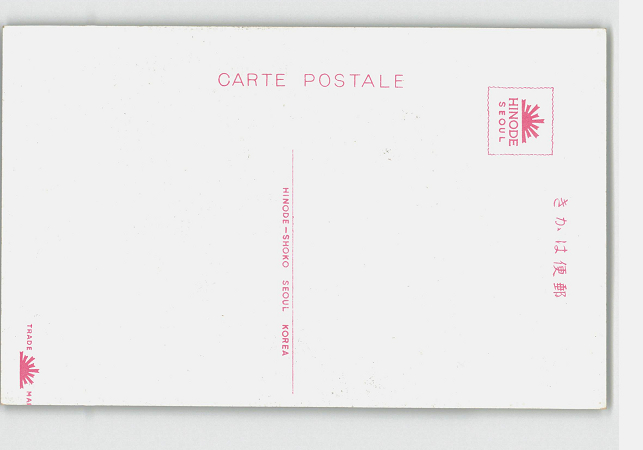 CARTE POSTALE
HINODE
SEOUL
きかは便郵
HINODE-SHOKO SEOUL KOREA
TRADE
MA